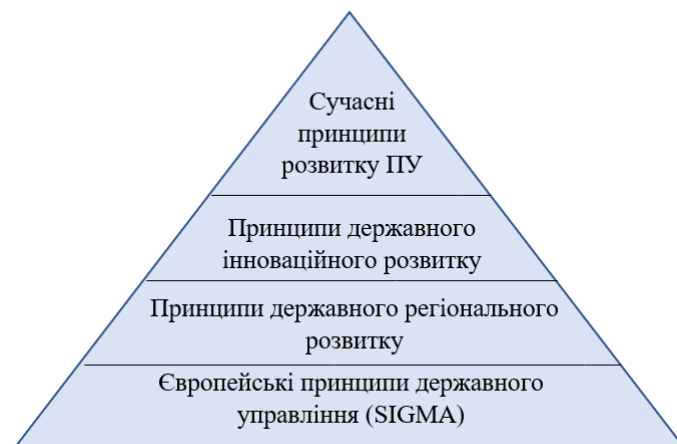 Сучасні
принципи
розвитку ПУ
Принципи державного
інноваційного розвитку
Принципи державного регіонального
розвитку
Європейські принципи державного
управління (SIGMA)